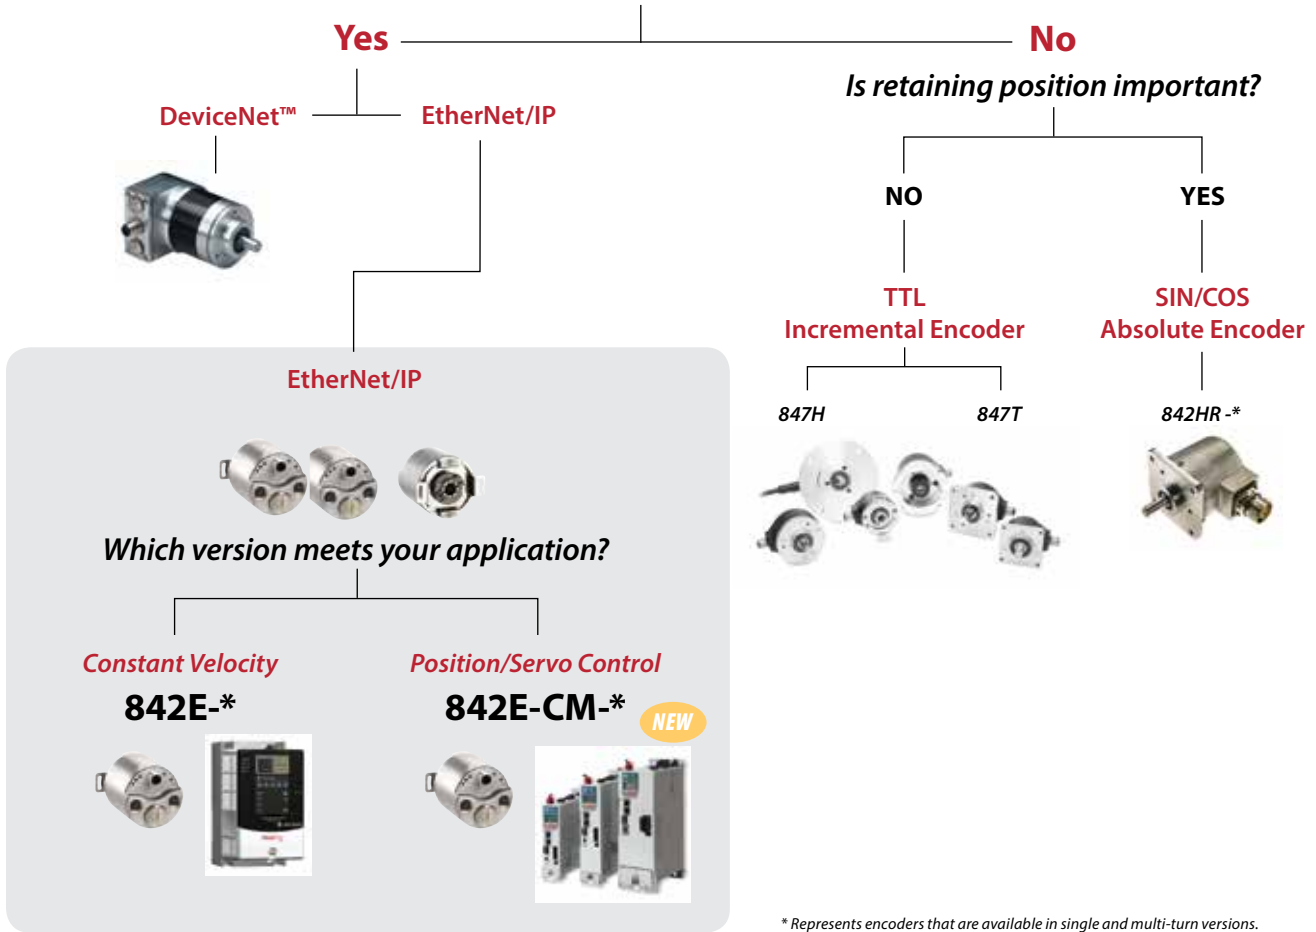 Yes
No
Is retaining position important?
DeviceNet™
EtherNet/IP
NO
YES
TTL
Incremental Encoder
SIN/COS
Absolute Encoder
847H
847T
842HR -*
EtherNet/IP
Which version meets your application?
Constant Velocity
842E-*
Position/Servo Control
842E-CM-*
NEW
* Represents encoders that are available in single and multi-turn versions.